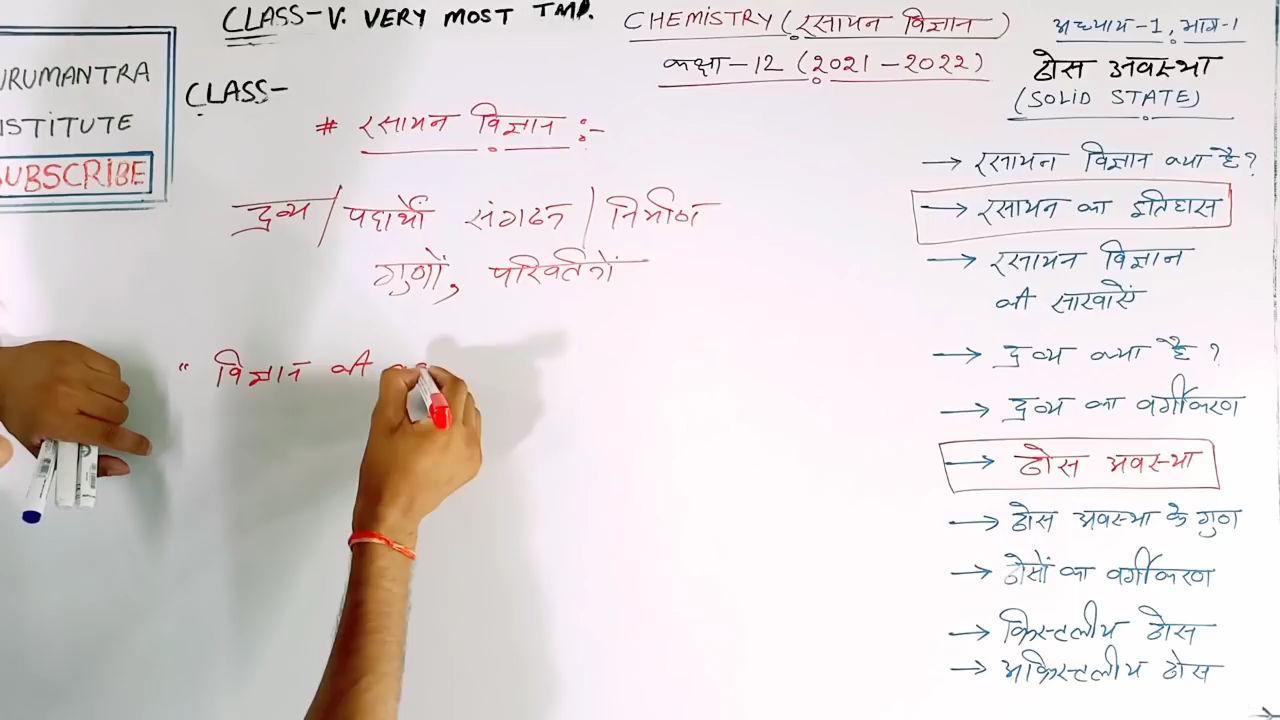 CLASS-V. VERY MOST IMP.
CHEMISTRY (रसायन विज्ञान)
कक्षा -12 (2021-2022)
अध्याय-1, भाग-1
ठोस अवस्था
(SOLID STATE)
URUMANTRA
STITUTE
SUBSCRIBE
CLASS-
# रसायन विज्ञान :-
द्रव्य / पदार्थों संगठन / निर्माण
गुणों, परिवर्तनों
" विज्ञान की
→ रसायन विज्ञान क्या है?
→ रसायन का इतिहास
→ रसायन विज्ञान
की साखाएं
→ द्रव्य क्या है ?
→ द्रव्य का वर्गीकरण
→ ठोस अवस्था
→ ठोस अवस्था के गुण
→ ठोसों का वर्गीकरण
→ क्रिस्टलीय ठोस
→ अक्रिस्टलीय ठोस